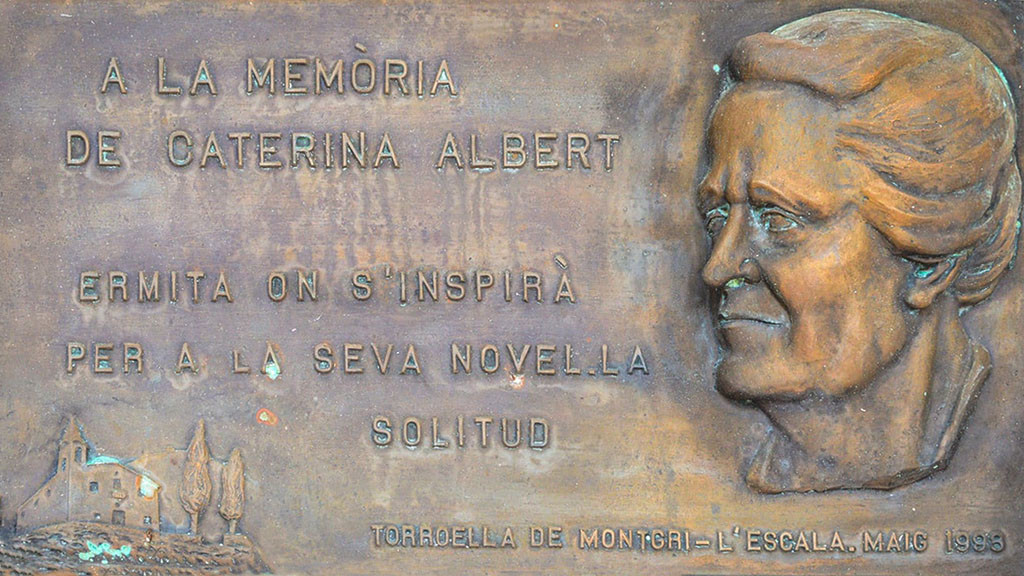 A LA MEMÒRIA
DE CATERINA ALBERT
ERMITA ON S'INSPIRÀ
PER A LA SEVA NOVEL.LA
SOLITUD
TORROELLA DE MONTGRI-L'ESCALA. MAIG 1993